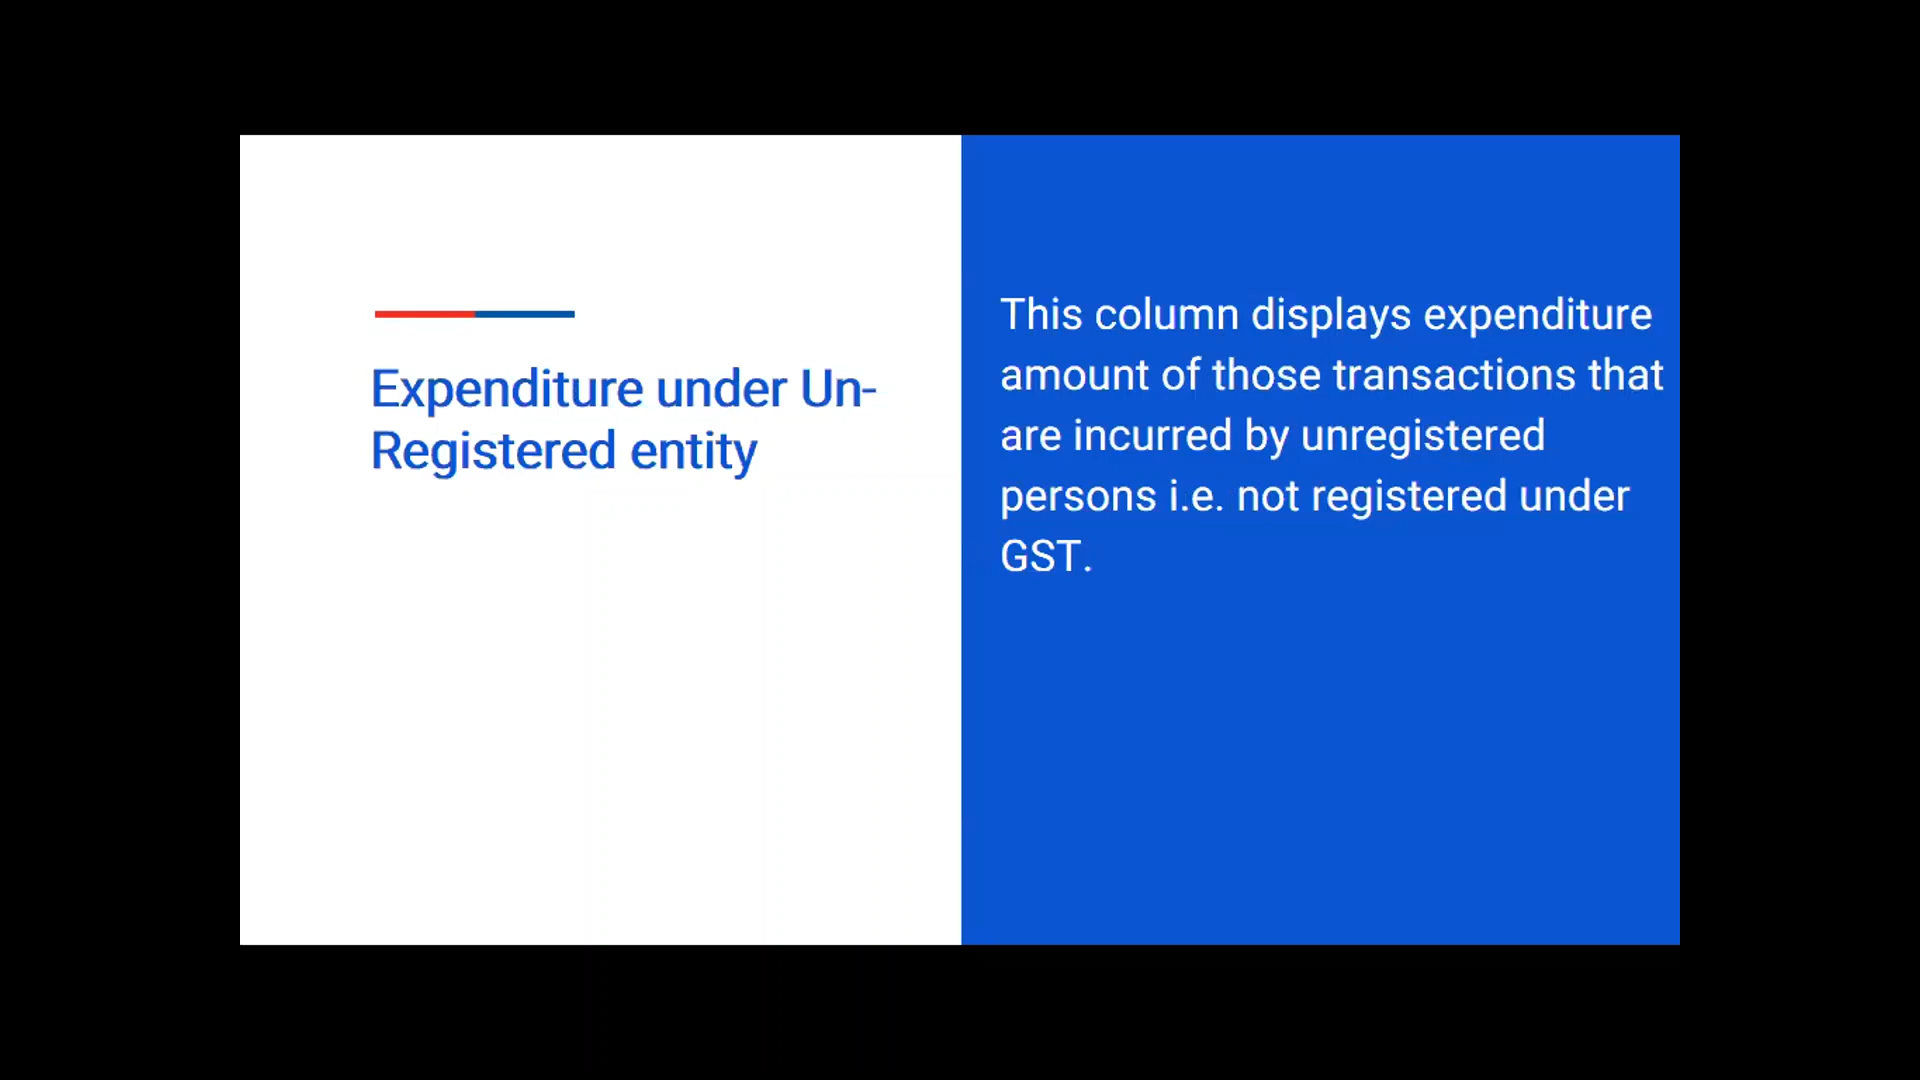 Expenditure under Un-
Registered entity
This column displays expenditure
amount of those transactions that
are incurred by unregistered
persons i.e. not registered under
GST.